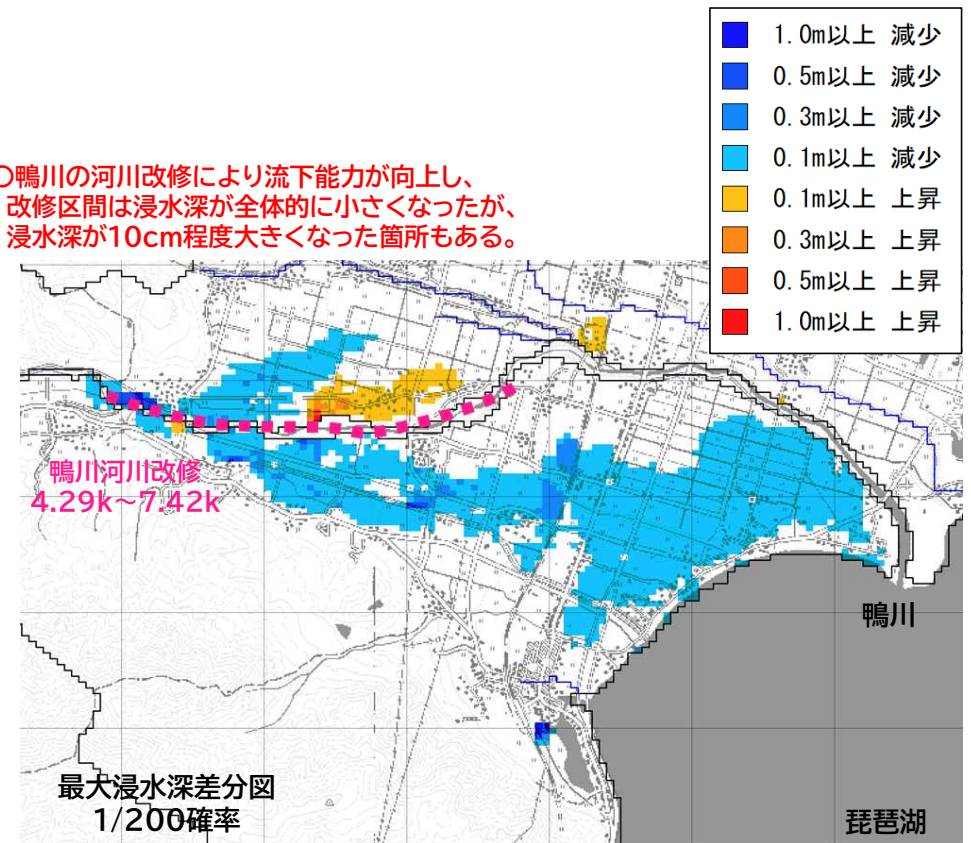 1.0m以上 減少
0.5m以上 減少
0.3m以上 減少
0.1m以上 減少
0.1m以上 上昇
0.3m以上 上昇
0.5m以上 上昇
1.0m以上 上昇
○鴨川の河川改修により流下能力が向上し、
改修区間は浸水深が全体的に小さくなったが、
浸水深が10cm程度大きくなった箇所もある。
鴨川河川改修
4.29k～7.42k
鴨川
最大浸水深差分図
1/200確率
琵琶湖